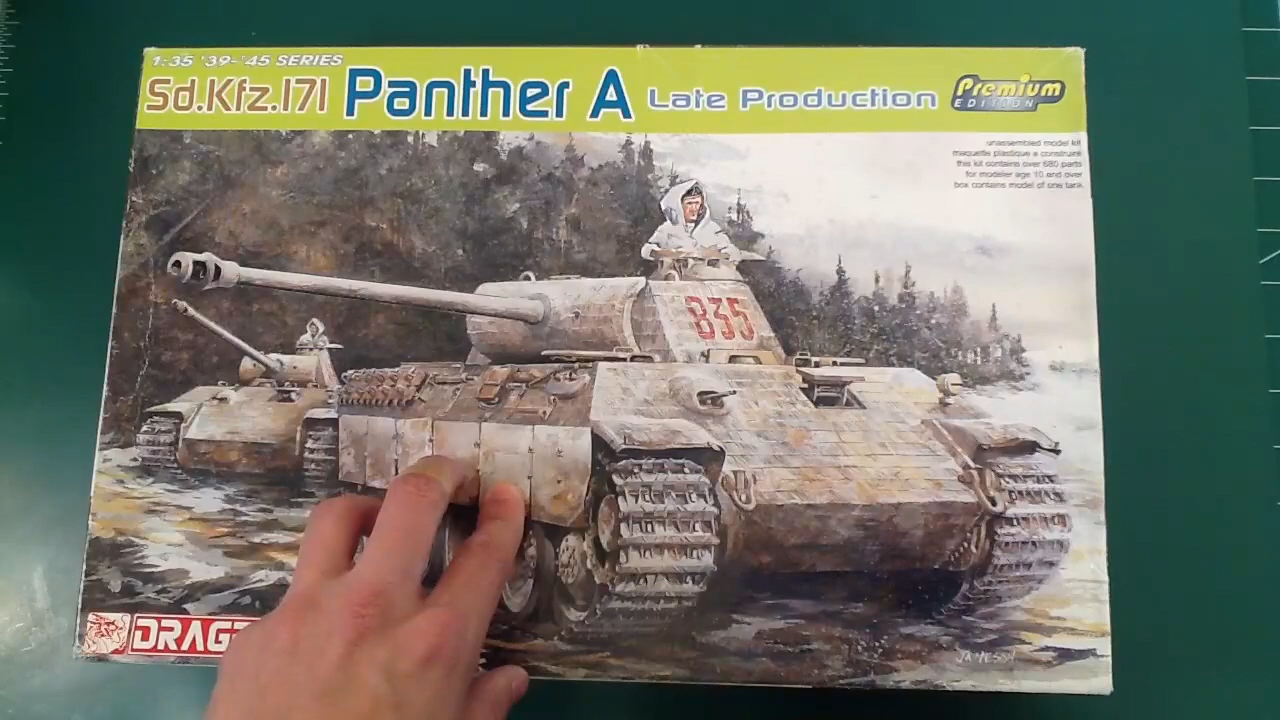 1:35 '39-'45 SERIES
Sd.Kfz.171 Panther A Late Production Premium EDITION
unassembled model kit
maquette plastique a construire
this kit contains over 680 parts
for modeler age 10 and over
box contains model of one tank
835
DRAG